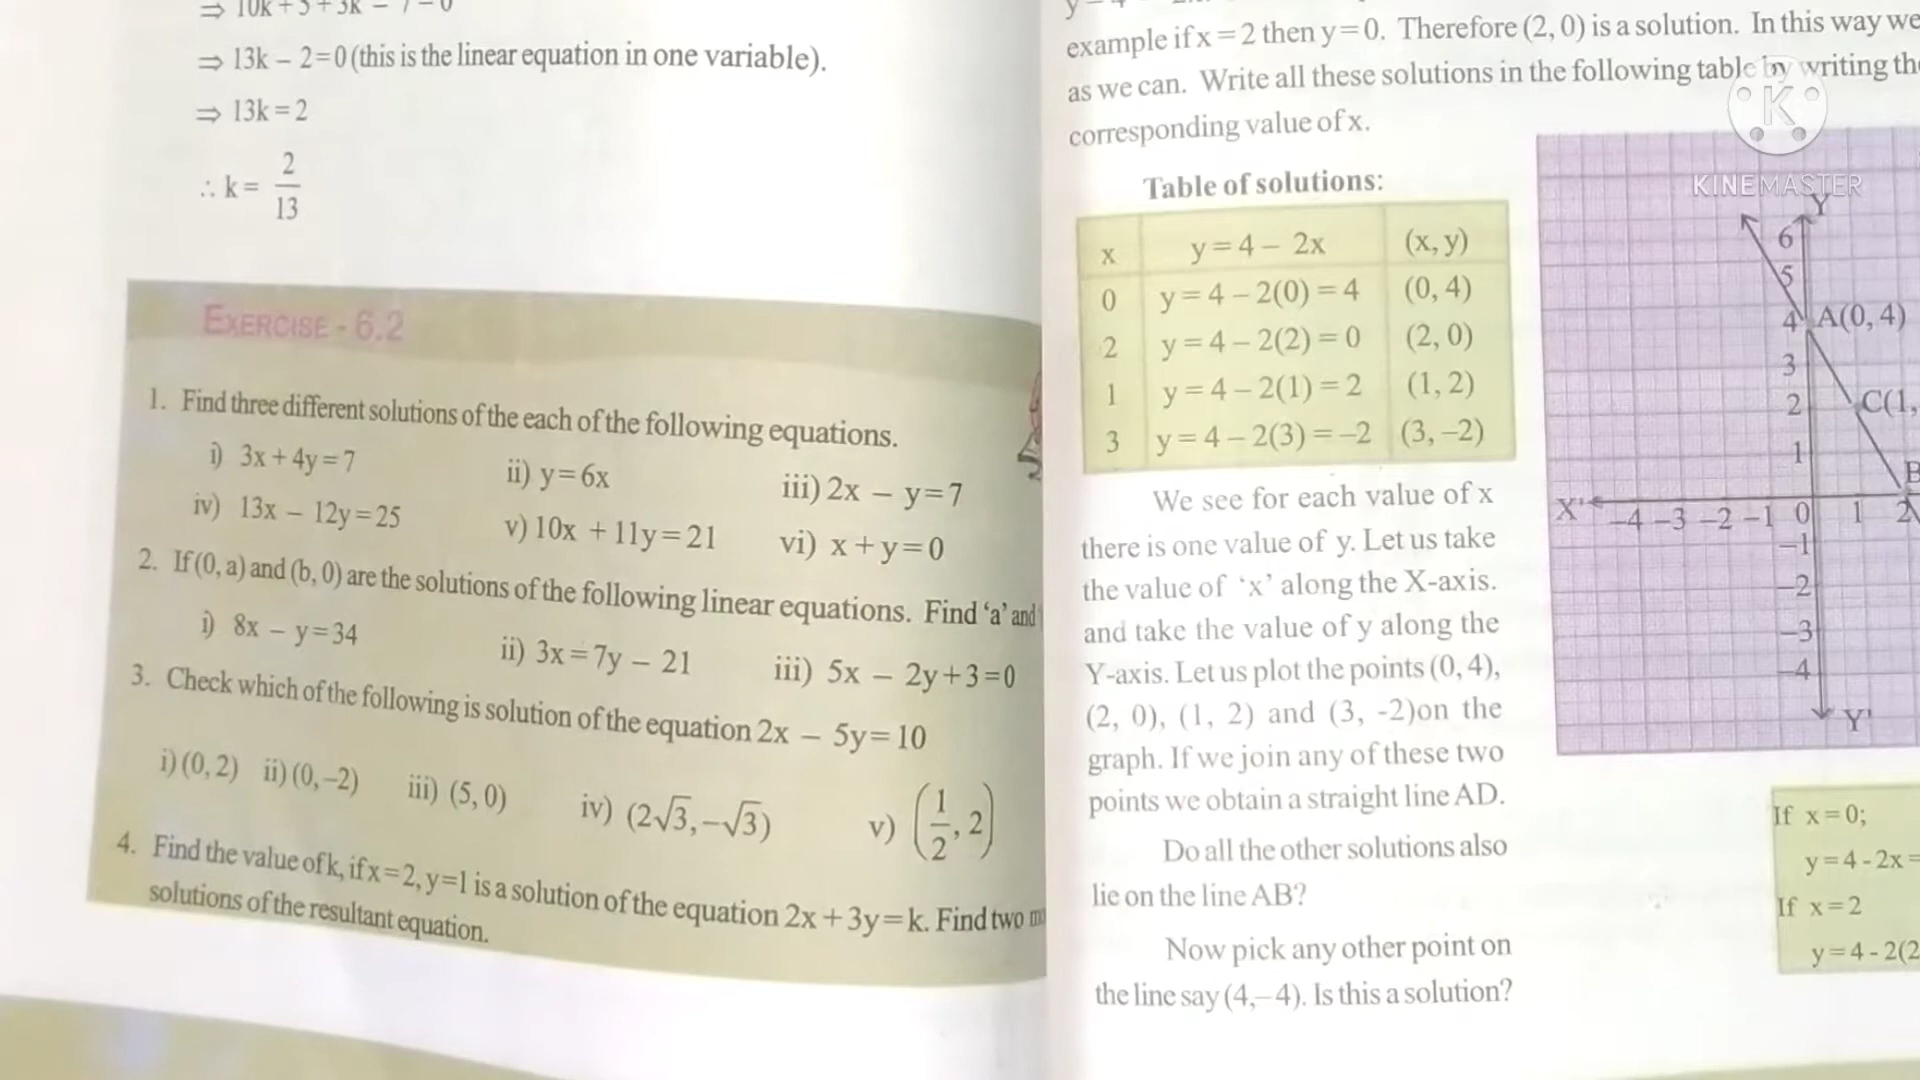 ⇒ 10k + 5 + 3k – 7 = 0
⇒ 13k – 2=0 (this is the linear equation in one variable).
⇒ 13k = 2
∴ k = 2/13
EXERCISE - 6.2
1. Find three different solutions of the each of the following equations.
i) 3x + 4y = 7 ii) y = 6x iii) 2x – y = 7
iv) 13x – 12y = 25 v) 10x + 11y = 21 vi) x + y = 0
2. If (0, a) and (b, 0) are the solutions of the following linear equations. Find 'a' and
i) 8x – y = 34 ii) 3x = 7y – 21 iii) 5x – 2y + 3 = 0
3. Check which of the following is solution of the equation 2x – 5y = 10
i) (0, 2) ii) (0, –2) iii) (5, 0) iv) (2√3, –√3) v) (1/2, 2)
4. Find the value of k, if x = 2, y = 1 is a solution of the equation 2x + 3y = k. Find two
solutions of the resultant equation.
example if x = 2 then y = 0. Therefore (2, 0) is a solution. In this way we
as we can. Write all these solutions in the following table by writing the
corresponding value of x.
Table of solutions:
x y = 4 – 2x (x, y)
0 y = 4 – 2(0) = 4 (0, 4)
2 y = 4 – 2(2) = 0 (2, 0)
1 y = 4 – 2(1) = 2 (1, 2)
3 y = 4 – 2(3) = –2 (3, –2)
We see for each value of x
there is one value of y. Let us take
the value of 'x' along the X-axis.
and take the value of y along the
Y-axis. Let us plot the points (0, 4),
(2, 0), (1, 2) and (3, -2)on the
graph. If we join any of these two
points we obtain a straight line AD.
Do all the other solutions also
lie on the line AB?
Now pick any other point on
the line say (4,–4). Is this a solution?
K
KINEMASTER
Y
6
5
4 A(0, 4)
3
2 C(1,
1
B
X' –4 –3 –2 –1 0 1 2
–1
–2
–3
–4
Y'
If x = 0;
y = 4 - 2x =
If x = 2
y = 4 - 2(2